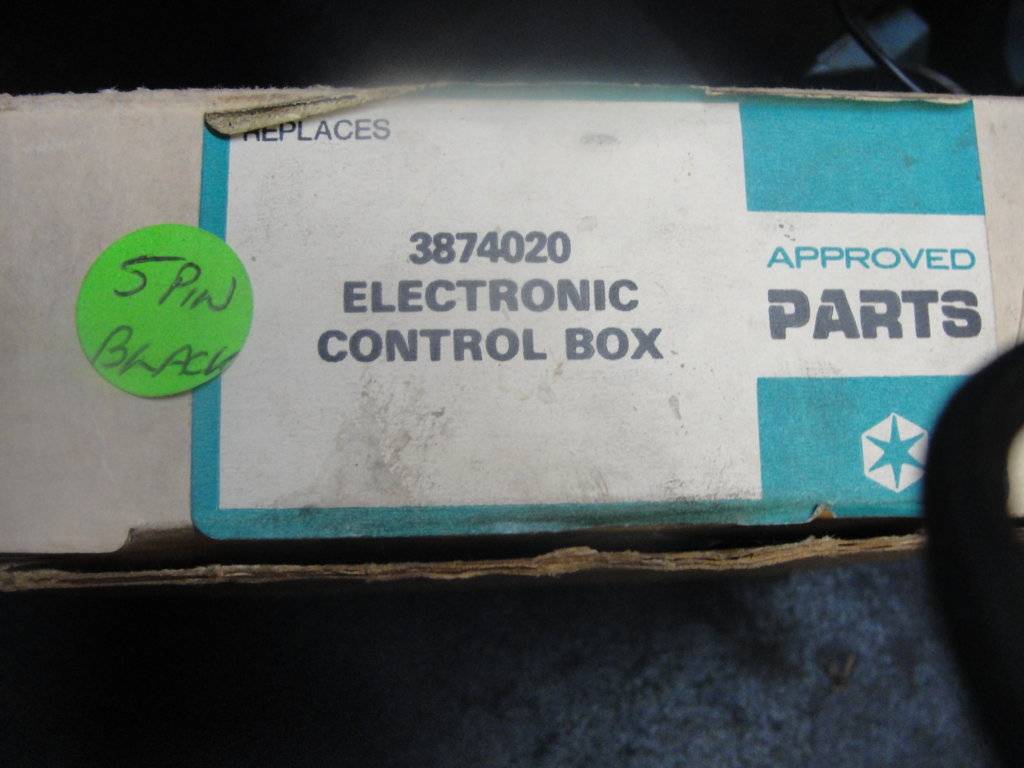 REPLACES
3874020
ELECTRONIC
CONTROL BOX
APPROVED
PARTS
5 PIN
BLACK